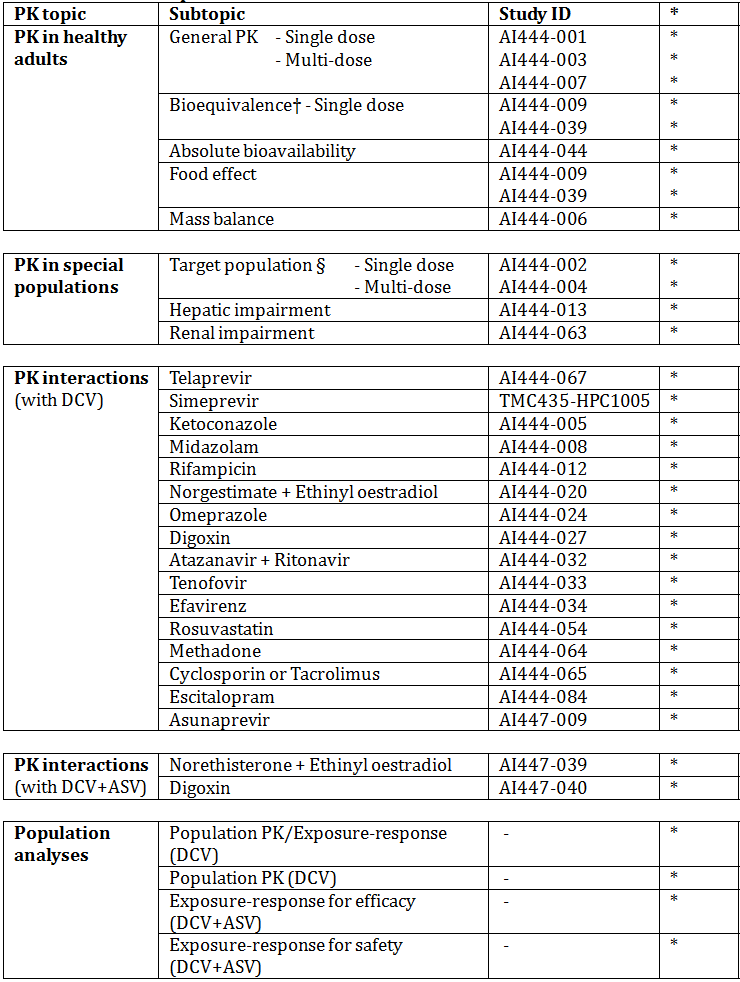 PK topic Subtopic Study ID *
PK in healthy General PK - Single dose AI444-001 *
adults - Multi-dose AI444-003 *
AI444-007 *
Bioequivalence† - Single dose AI444-009 *
AI444-039 *
Absolute bioavailability AI444-044 *
Food effect AI444-009 *
AI444-039 *
Mass balance AI444-006 *
PK in special Target population § - Single dose AI444-002 *
populations - Multi-dose AI444-004 *
Hepatic impairment AI444-013 *
Renal impairment AI444-063 *
PK interactions Telaprevir AI444-067 *
(with DCV) Simeprevir TMC435-HPC1005 *
Ketoconazole AI444-005 *
Midazolam AI444-008 *
Rifampicin AI444-012 *
Norgestimate + Ethinyl oestradiol AI444-020 *
Omeprazole AI444-024 *
Digoxin AI444-027 *
Atazanavir + Ritonavir AI444-032 *
Tenofovir AI444-033 *
Efavirenz AI444-034 *
Rosuvastatin AI444-054 *
Methadone AI444-064 *
Cyclosporin or Tacrolimus AI444-065 *
Escitalopram AI444-084 *
Asunaprevir AI447-009 *
PK interactions Norethisterone + Ethinyl oestradiol AI447-039 *
(with DCV+ASV) Digoxin AI447-040 *
Population Population PK/Exposure-response - *
analyses (DCV)
Population PK (DCV) - *
Exposure-response for efficacy - *
(DCV+ASV)
Exposure-response for safety - *
(DCV+ASV)